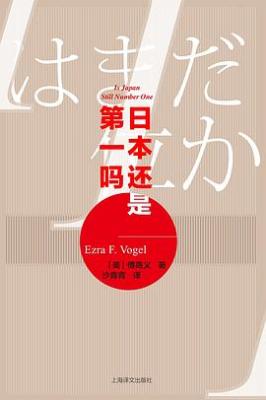 はまだ
位か
Is Japan
Still Number One
日本还是
第一吗
Ezra F. Vogel
［美］傅高义 著
沙青青 译
上海译文出版社